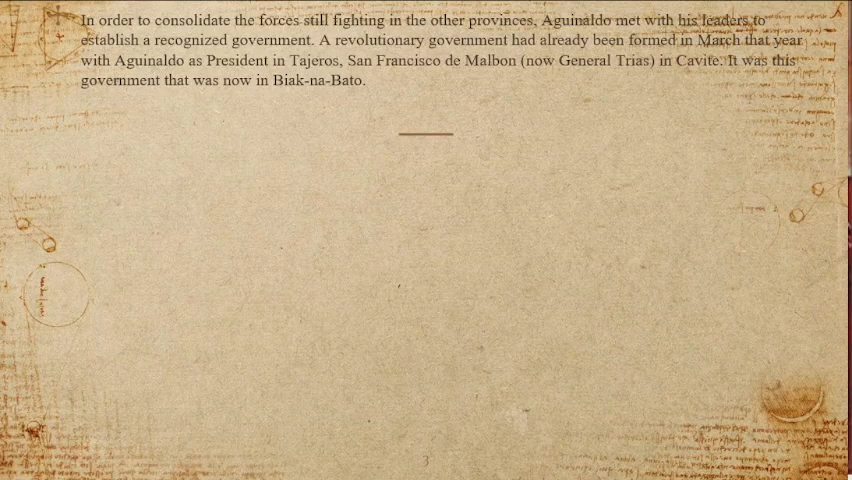 In order to consolidate the forces still fighting in the other provinces, Aguinaldo met with his leaders to
establish a recognized government. A revolutionary government had already been formed in March that year
with Aguinaldo as President in Tajeros, San Francisco de Malbon (now General Trias) in Cavite. It was this
government that was now in Biak-na-Bato.
3